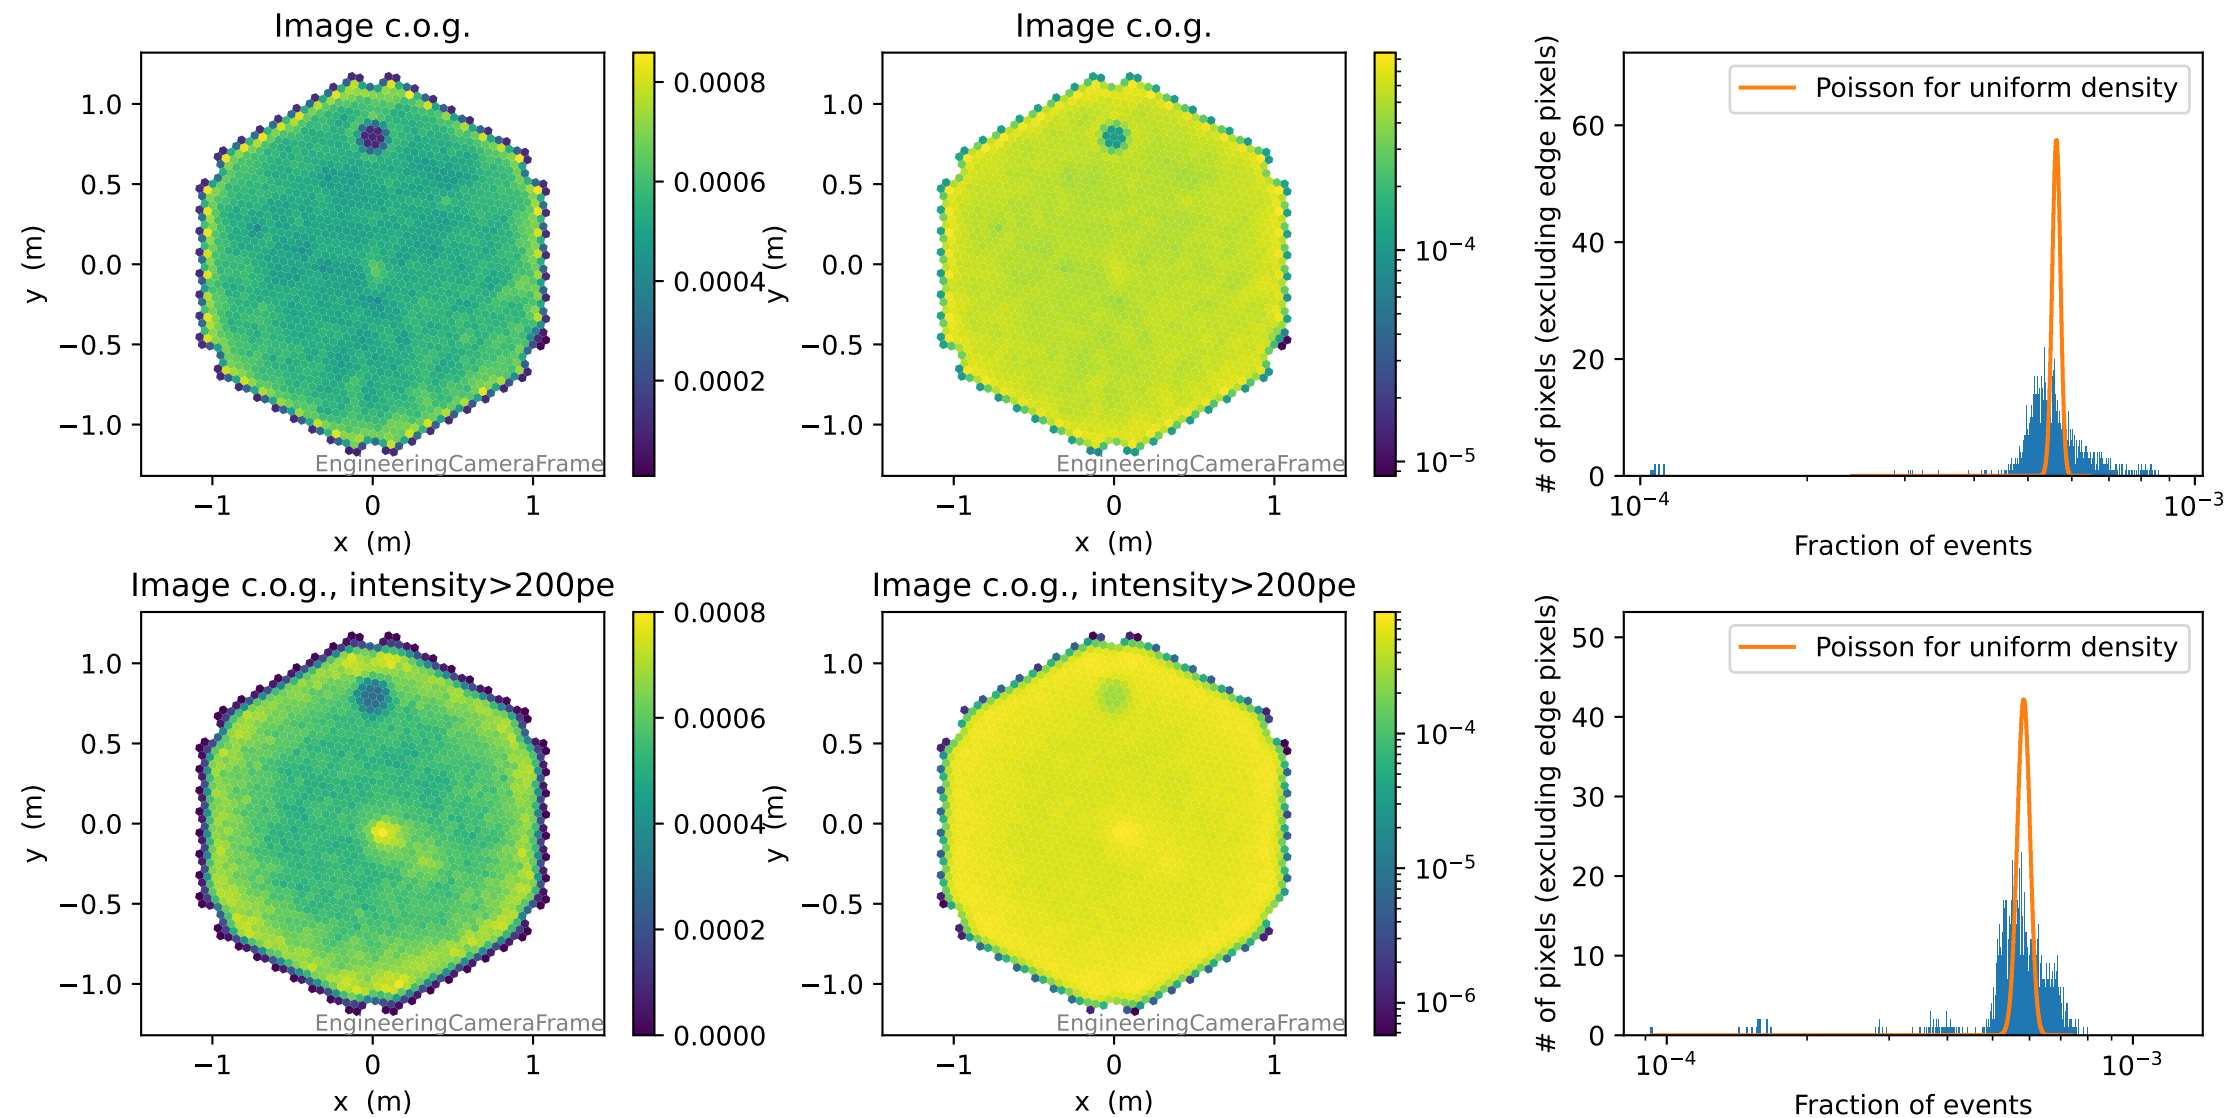 Image c.o.g.
y (m)
1.0
0.5
0.0
−0.5
−1.0
−1
0
1
x (m)
EngineeringCameraFrame
0.0008
0.0006
0.0004
0.0002
Image c.o.g.
y (m)
1.0
0.5
0.0
−0.5
−1.0
−1
0
1
x (m)
EngineeringCameraFrame
10⁻⁴
10⁻⁵
# of pixels (excluding edge pixels)
60
40
20
0
Poisson for uniform density
10⁻⁴
10⁻³
Fraction of events
Image c.o.g., intensity>200pe
y (m)
1.0
0.5
0.0
−0.5
−1.0
−1
0
1
x (m)
EngineeringCameraFrame
0.0008
0.0006
0.0004
0.0002
0.0000
Image c.o.g., intensity>200pe
y (m)
1.0
0.5
0.0
−0.5
−1.0
−1
0
1
x (m)
EngineeringCameraFrame
10⁻⁴
10⁻⁵
10⁻⁶
# of pixels (excluding edge pixels)
50
40
30
20
10
0
Poisson for uniform density
10⁻⁴
10⁻³
Fraction of events